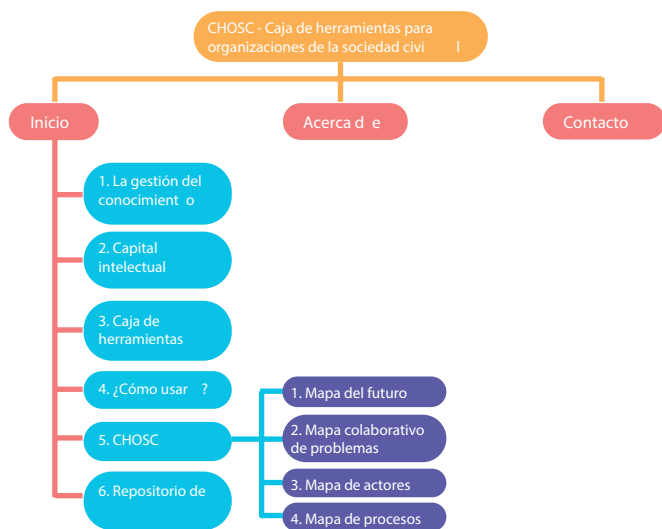 CHOSC - Caja de herramientas para
organizaciones de la sociedad civi l
Inicio
Acerca d e
Contacto
1. La gestión del
conocimient o
2. Capital
intelectual
3. Caja de
herramientas
4. ¿Cómo usar ?
5. CHOSC
6. Repositorio de
1. Mapa del futuro
2. Mapa colaborativo
de problemas
3. Mapa de actores
4. Mapa de procesos